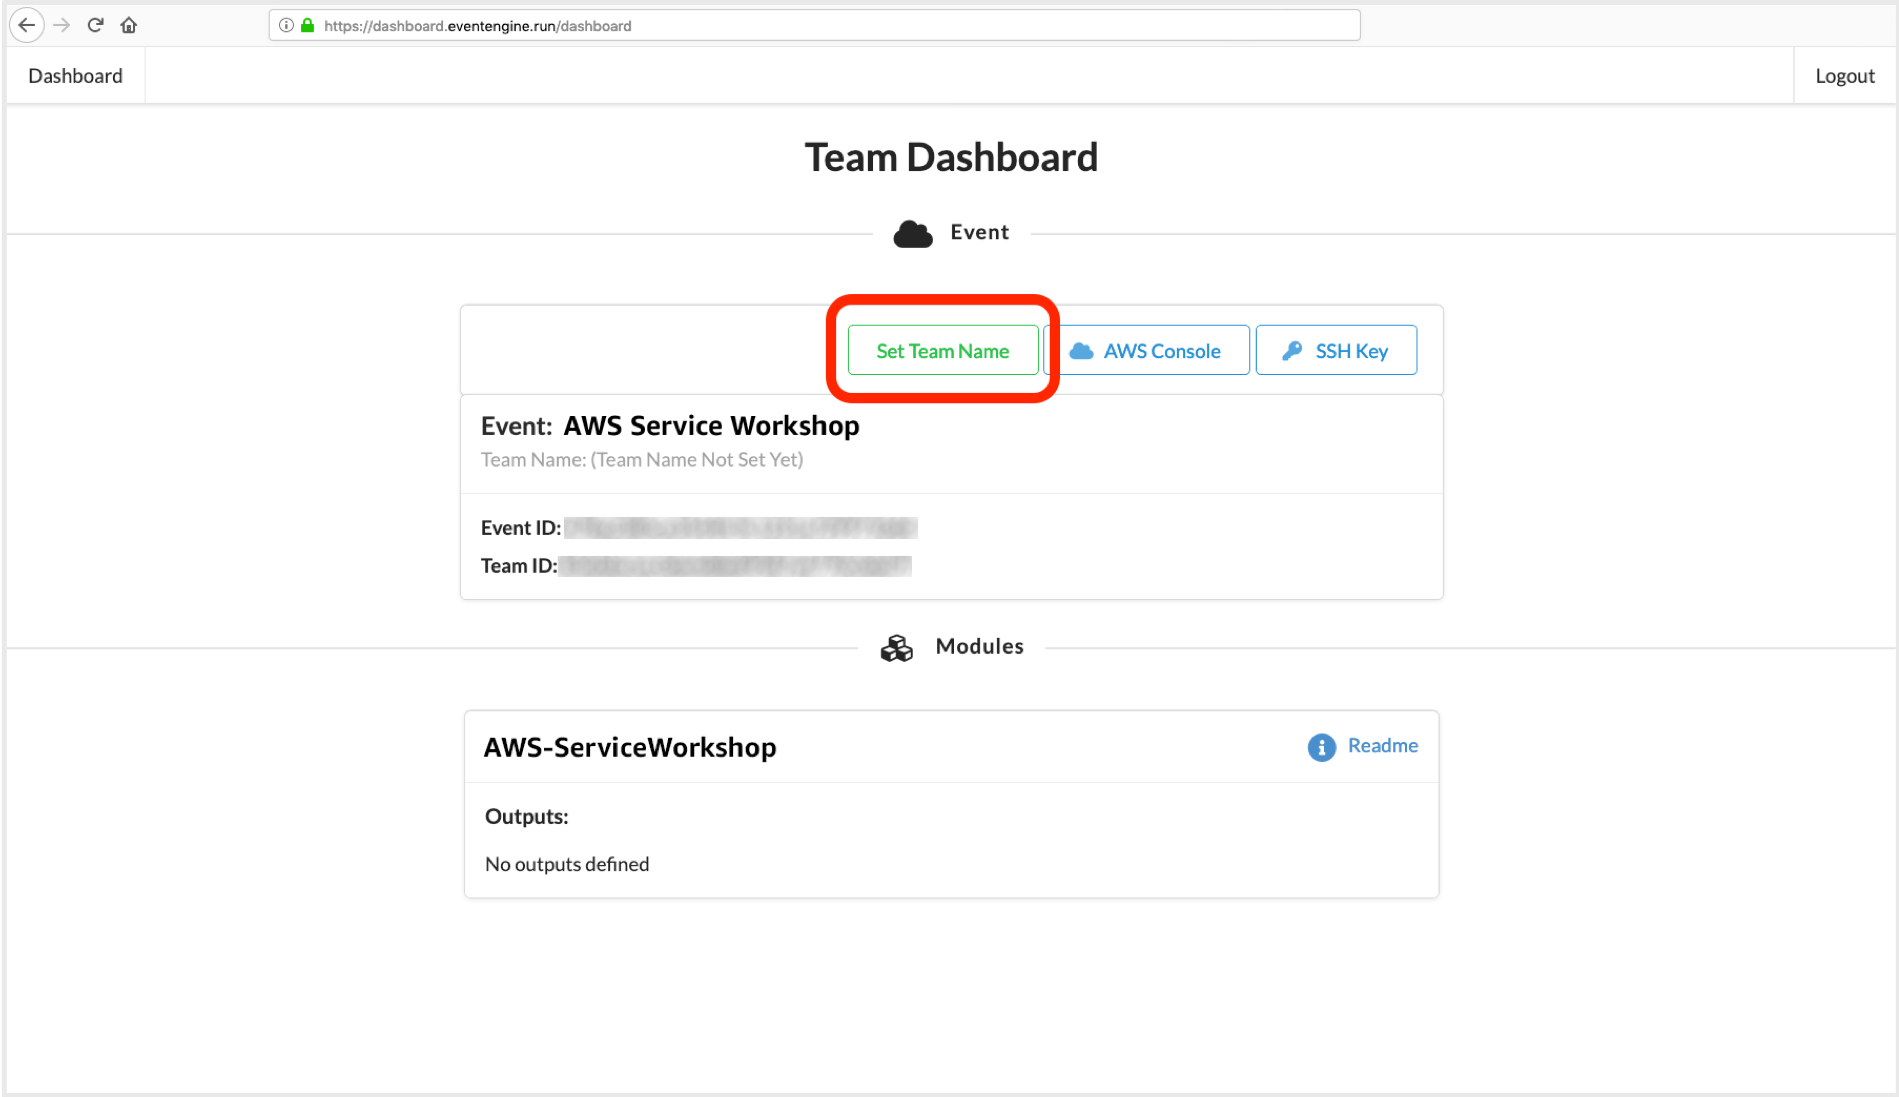 https://dashboard.eventengine.run/dashboard
Dashboard
Logout
Team Dashboard
Event
Set Team Name
AWS Console
SSH Key
Event: AWS Service Workshop
Team Name: (Team Name Not Set Yet)
Event ID:
Team ID:
Modules
AWS-ServiceWorkshop
Readme
Outputs:
No outputs defined